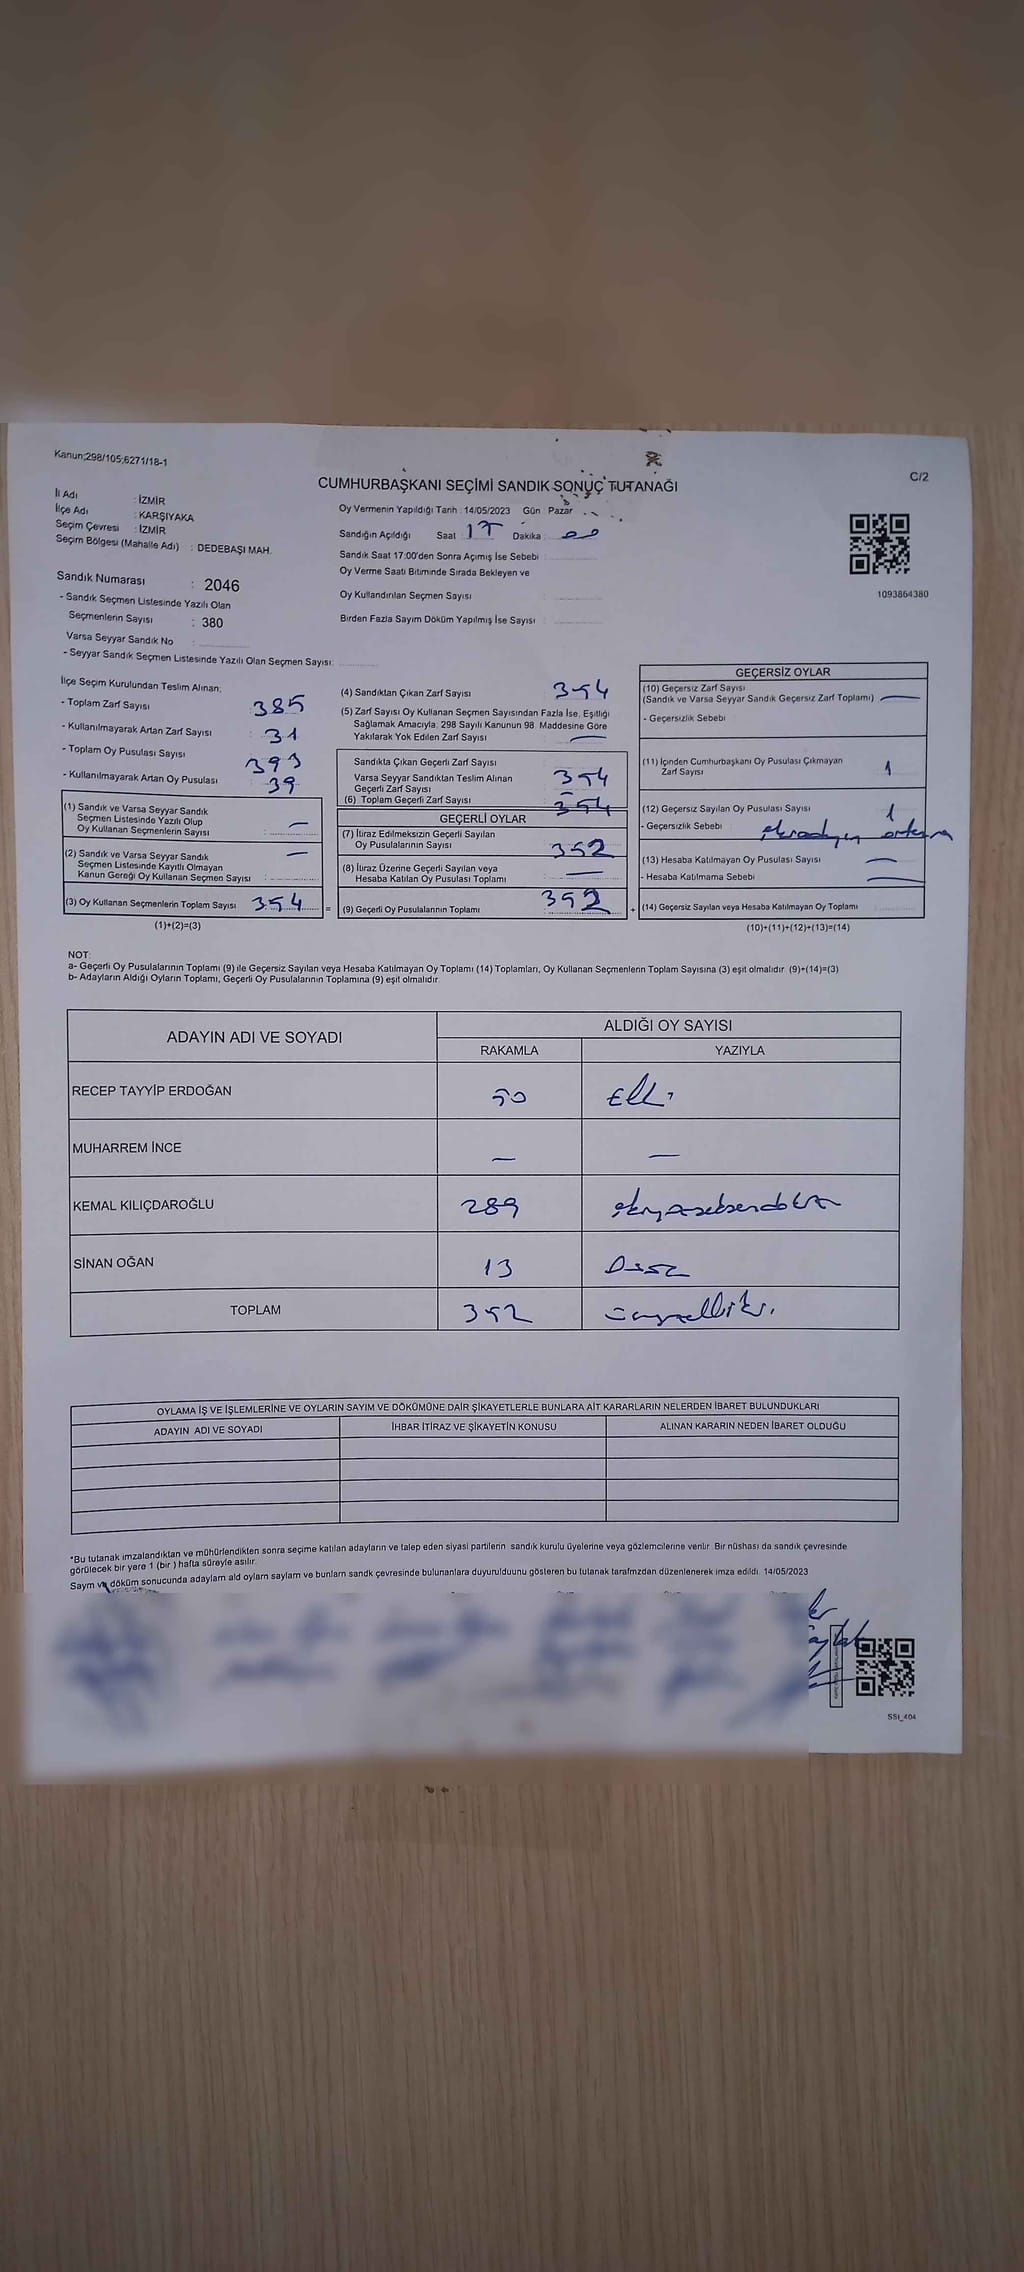 Kanun;298/105;6271/18-1
C/2
CUMHURBAŞKANI SEÇİMİ SANDIK SONUÇ TUTANAĞI
İl Adı : İZMİR
İlçe Adı : KARŞIYAKA
Seçim Çevresi : İZMİR
Seçim Bölgesi (Mahalle Adı) : DEDEBAŞI MAH.
Sandık Numarası : 2046
- Sandık Seçmen Listesinde Yazılı Olan
Seçmenlerin Sayısı : 380
Varsa Seyyar Sandık No :
- Seyyar Sandık Seçmen Listesinde Yazılı Olan Seçmen Sayısı:
Oy Vermenin Yapıldığı Tarih : 14/05/2023 Gün : Pazar
Sandığın Açıldığı Saat 17 Dakika
Sandık Saat 17:00'den Sonra Açımış İse Sebebi :
Oy Verme Saati Bitiminde Sırada Bekleyen ve
Oy Kullandırılan Seçmen Sayısı :
Birden Fazla Sayım Döküm Yapılmış İse Sayısı :
1093864380
İlçe Seçim Kurulundan Teslim Alınan;
- Toplam Zarf Sayısı : 385
- Kullanılmayarak Artan Zarf Sayısı : 31
- Toplam Oy Pusulası Sayısı 393
- Kullanılmayarak Artan Oy Pusulası 39
(1) Sandık ve Varsa Seyyar Sandık
Seçmen Listesinde Yazılı Olup
Oy Kullanan Seçmenlerin Sayısı : —
(2) Sandık ve Varsa Seyyar Sandık
Seçmen Listesinde Kayıtlı Olmayan
Kanun Gereği Oy Kullanan Seçmen Sayısı : —
(3) Oy Kullanan Seçmenlerin Toplam Sayısı 354 =
(1)+(2)=(3)
(4) Sandıktan Çıkan Zarf Sayısı 354
(5) Zarf Sayısı Oy Kullanan Seçmen Sayısından Fazla İse, Eşitliği
Sağlamak Amacıyla; 298 Sayılı Kanunun 98. Maddesine Göre
Yakılarak Yok Edilen Zarf Sayısı —
Sandıkta Çıkan Geçerli Zarf Sayısı
Varsa Seyyar Sandıktan Teslim Alınan
Geçerli Zarf Sayısı 354
(6) Toplam Geçerli Zarf Sayısı 354
GEÇERLİ OYLAR
(7) İtiraz Edilmeksizin Geçerli Sayılan
Oy Pusulalarının Sayısı 352
(8) İtiraz Üzerine Geçerli Sayılan veya
Hesaba Katılan Oy Pusulası Toplamı —
(9) Geçerli Oy Pusulalarının Toplamı 352 +
GEÇERSİZ OYLAR
(10) Geçersiz Zarf Sayısı
(Sandık ve Varsa Seyyar Sandık Geçersiz Zarf Toplamı) —
- Geçersizlik Sebebi
(11) İçinden Cumhurbaşkanı Oy Pusulası Çıkmayan
Zarf Sayısı 1
(12) Geçersiz Sayılan Oy Pusulası Sayısı 1
- Geçersizlik Sebebi
(13) Hesaba Katılmayan Oy Pusulası Sayısı —
- Hesaba Katılmama Sebebi —
(14) Geçersiz Sayılan veya Hesaba Katılmayan Oy Toplamı
(10)+(11)+(12)+(13)=(14)
NOT:
a- Geçerli Oy Pusulalarının Toplamı (9) ile Geçersiz Sayılan veya Hesaba Katılmayan Oy Toplamı (14) Toplamları, Oy Kullanan Seçmenlerin Toplam Sayısına (3) eşit olmalıdır. (9)+(14)=(3)
b- Adayların Aldığı Oyların Toplamı, Geçerli Oy Pusulalarının Toplamına (9) eşit olmalıdır.
ADAYIN ADI VE SOYADI ALDIĞI OY SAYISI
RAKAMLA YAZIYLA
RECEP TAYYİP ERDOĞAN 50 Elli
MUHARREM İNCE — —
KEMAL KILIÇDAROĞLU 289 ikiyüzseksendokuz
SİNAN OĞAN 13 Onüç
TOPLAM 352 üçyüzelliiki
OYLAMA İŞ VE İŞLEMLERİNE VE OYLARIN SAYIM VE DÖKÜMÜNE DAİR ŞİKAYETLERLE BUNLARA AİT KARARLARIN NELERDEN İBARET BULUNDUKLARI
ADAYIN ADI VE SOYADI İHBAR İTİRAZ VE ŞİKAYETİN KONUSU ALINAN KARARIN NEDEN İBARET OLDUĞU
*Bu tutanak imzalandıktan ve mühürlendikten sonra seçime katılan adayların ve talep eden siyasi partilerin sandık kurulu üyelerine veya gözlemcilerine verilir. Bir nüshası da sandık çevresinde
görülecek bir yere 1 (bir ) hafta süreyle asılır.
Saym ve döküm sonucunda adaylam ald oylarn saylam ve bunlarn sandk çevresinde bulunanlara duyurulduunu gösteren bu tutanak tarafmzdan düzenlenerek imza edildi. 14/05/2023
SSI_404